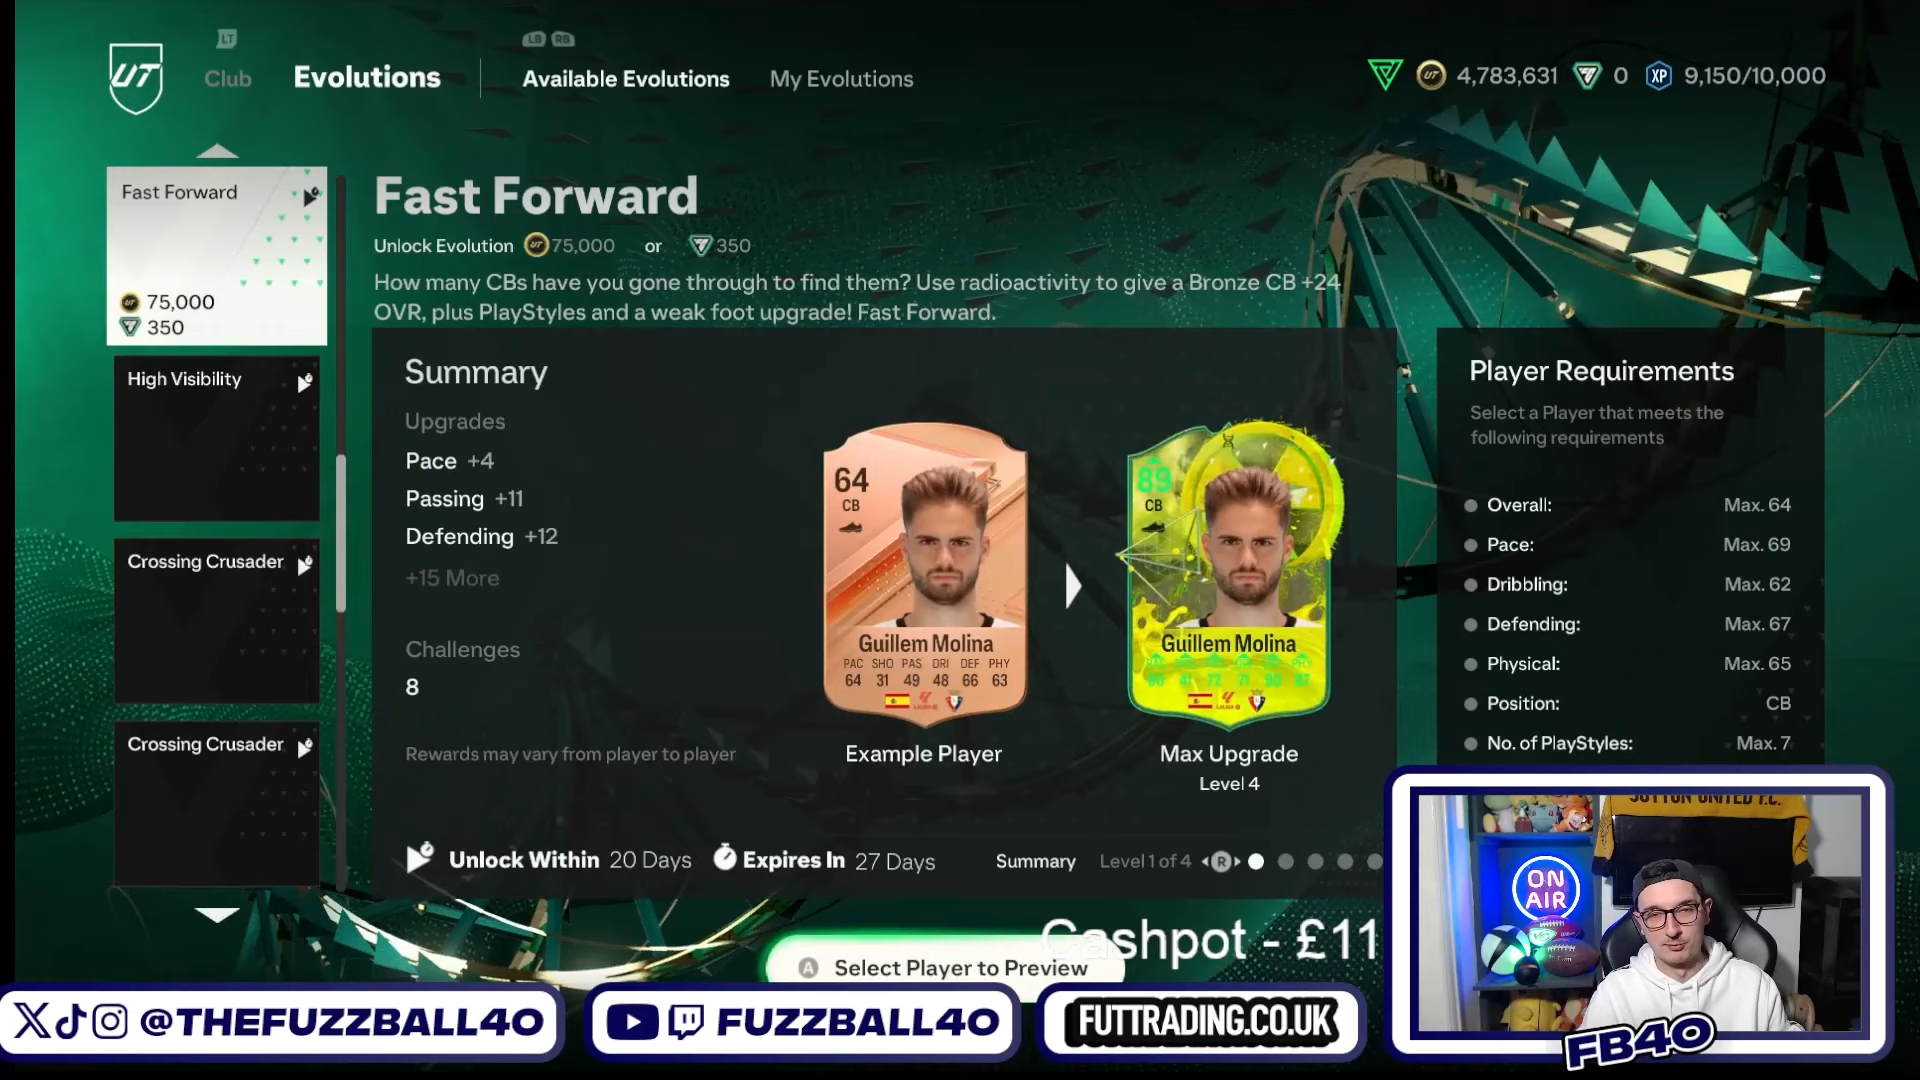 LT
Club
Evolutions
LB RB
Available Evolutions
My Evolutions
UT
4,783,631
0
XP
9,150/10,000
Fast Forward
75,000
350
High Visibility
Crossing Crusader
Crossing Crusader
Fast Forward
Unlock Evolution 75,000 or 350
How many CBs have you gone through to find them? Use radioactivity to give a Bronze CB +24
OVR, plus PlayStyles and a weak foot upgrade! Fast Forward.
Summary
Upgrades
Pace +4
Passing +11
Defending +12
+15 More
Challenges
8
Rewards may vary from player to player
64
CB
Guillem Molina
PAC SHO PAS DRI DEF PHY
64 31 49 48 66 63
Example Player
89
CB
Guillem Molina
Max Upgrade
Level 4
Player Requirements
Select a Player that meets the
following requirements
Overall: Max. 64
Pace: Max. 69
Dribbling: Max. 62
Defending: Max. 67
Physical: Max. 65
Position: CB
No. of PlayStyles: Max. 7
Unlock Within 20 Days
Expires In 27 Days
Summary
Level 1 of 4
R
Cashpot - £11
A Select Player to Preview
SUTTON UNITED F.C.
ON
AIR
@THEFUZZBALL40
FUZZBALL40
FUTTRADING.CO.UK
FB40